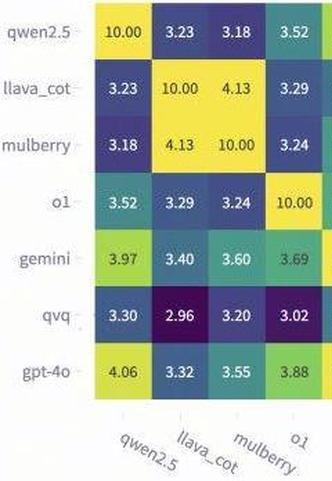 qwen2.5 10.00 3.23 3.18 3.52
llava_cot 3.23 10.00 4.13 3.29
mulberry 3.18 4.13 10.00 3.24
o1 3.52 3.29 3.24 10.00
gemini 3.97 3.40 3.60 3.69
qvq 3.30 2.96 3.20 3.02
gpt-4o 4.06 3.32 3.55 3.88
qwen2.5 llava_cot mulberry o1